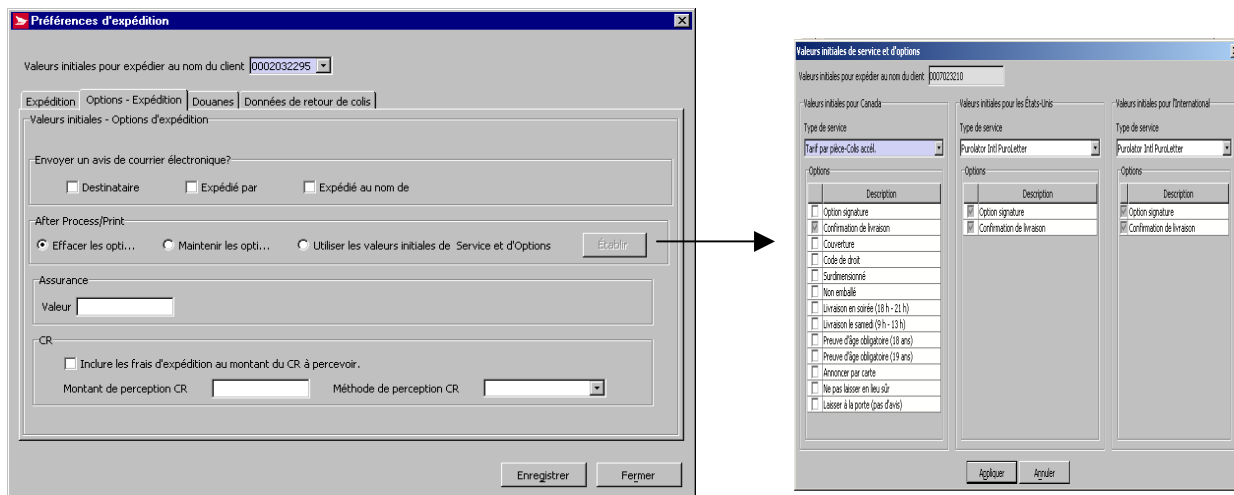 Préférences d'expédition
Valeurs initiales pour expédier au nom du client 0002032295
Expédition Options - Expédition Douanes Données de retour de colis
Valeurs initiales - Options d'expédition
Envoyer un avis de courrier électronique?
Destinataire Expédié par Expédié au nom de
After Process/Print
Effacer les opti... Maintenir les opti... Utiliser les valeurs initiales de Service et d'Options Établir
Assurance
Valeur
CR
Inclure les frais d'expédition au montant du CR à percevoir.
Montant de perception CR Méthode de perception CR
Enregistrer Fermer
Valeurs initiales de service et d'options
Valeurs initiales pour expédier au nom du client 0007023210
Valeurs initiales pour Canada
Type de service
Tarif par pièce-Colis accél.
Options
Description
Option signature
Confirmation de livraison
Couverture
Code de droit
Surdimensionné
Non emballé
Livraison en soirée (18 h - 21 h)
Livraison le samedi (9 h - 13 h)
Preuve d'âge obligatoire (18 ans)
Preuve d'âge obligatoire (19 ans)
Annoncer par carte
Ne pas laisser en lieu sûr
Laisser à la porte (pas d'avis)
Valeurs initiales pour les États-Unis
Type de service
Purolator Intl PuroLetter
Options
Description
Option signature
Confirmation de livraison
Valeurs initiales pour l'International
Type de service
Purolator Intl PuroLetter
Options
Description
Option signature
Confirmation de livraison
Appliquer Annuler